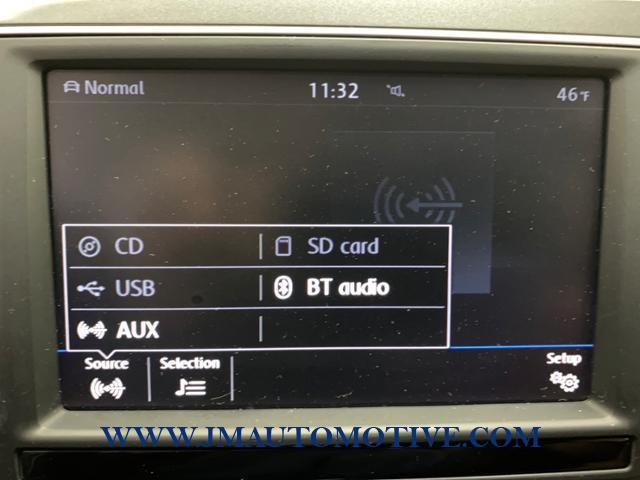 Normal 11:32 46°F
CD SD card
USB BT audio
AUX
Source Selection Setup
WWW.JMAUTOMOTIVE.COM